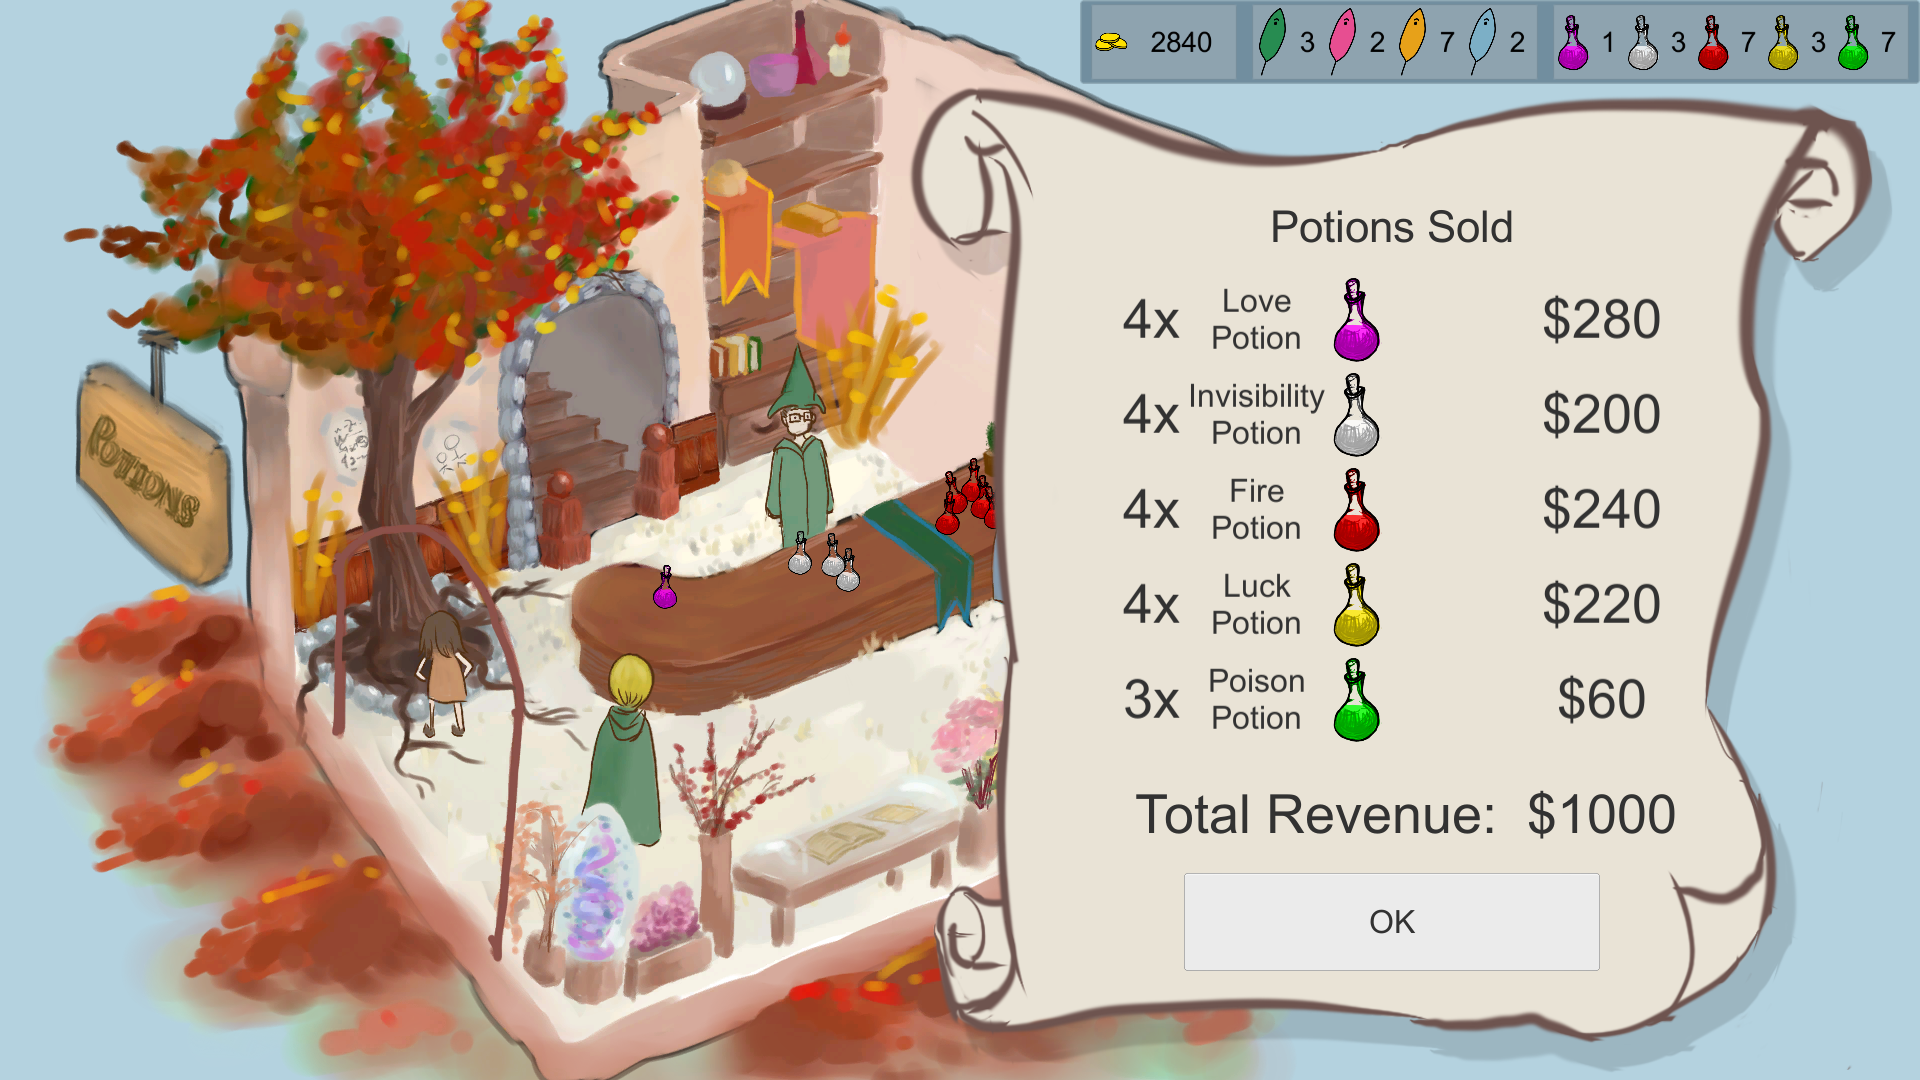 2840 3 2 7 2 1 3 7 3 7
Potions Sold
4x Love Potion $280
4x Invisibility Potion $200
4x Fire Potion $240
4x Luck Potion $220
3x Poison Potion $60
Total Revenue: $1000
OK
Potions